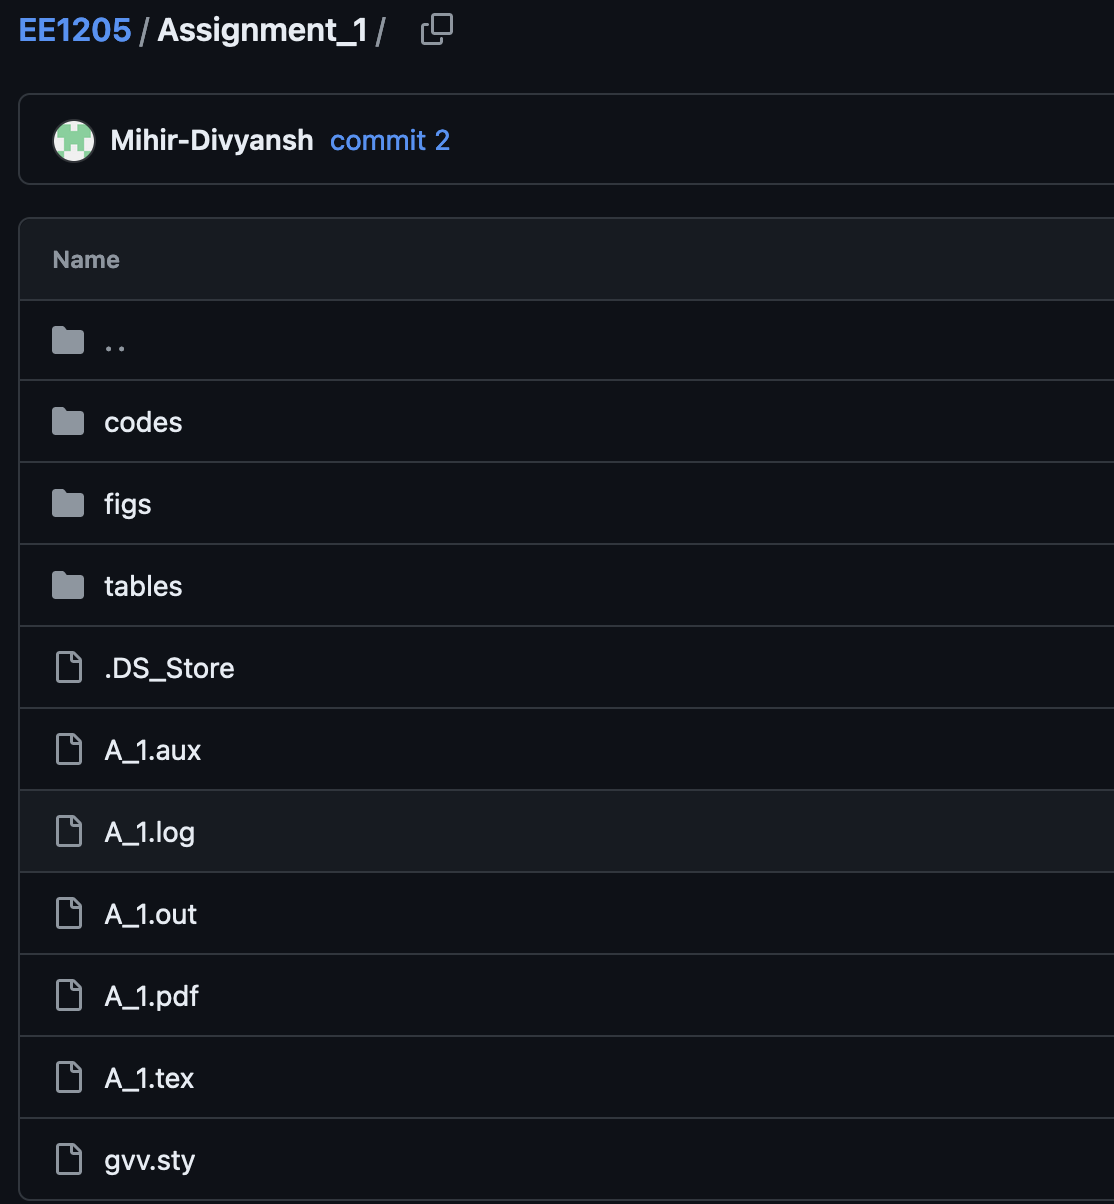 EE1205 / Assignment_1 /
Mihir-Divyansh commit 2
Name
..
codes
figs
tables
.DS_Store
A_1.aux
A_1.log
A_1.out
A_1.pdf
A_1.tex
gvv.sty